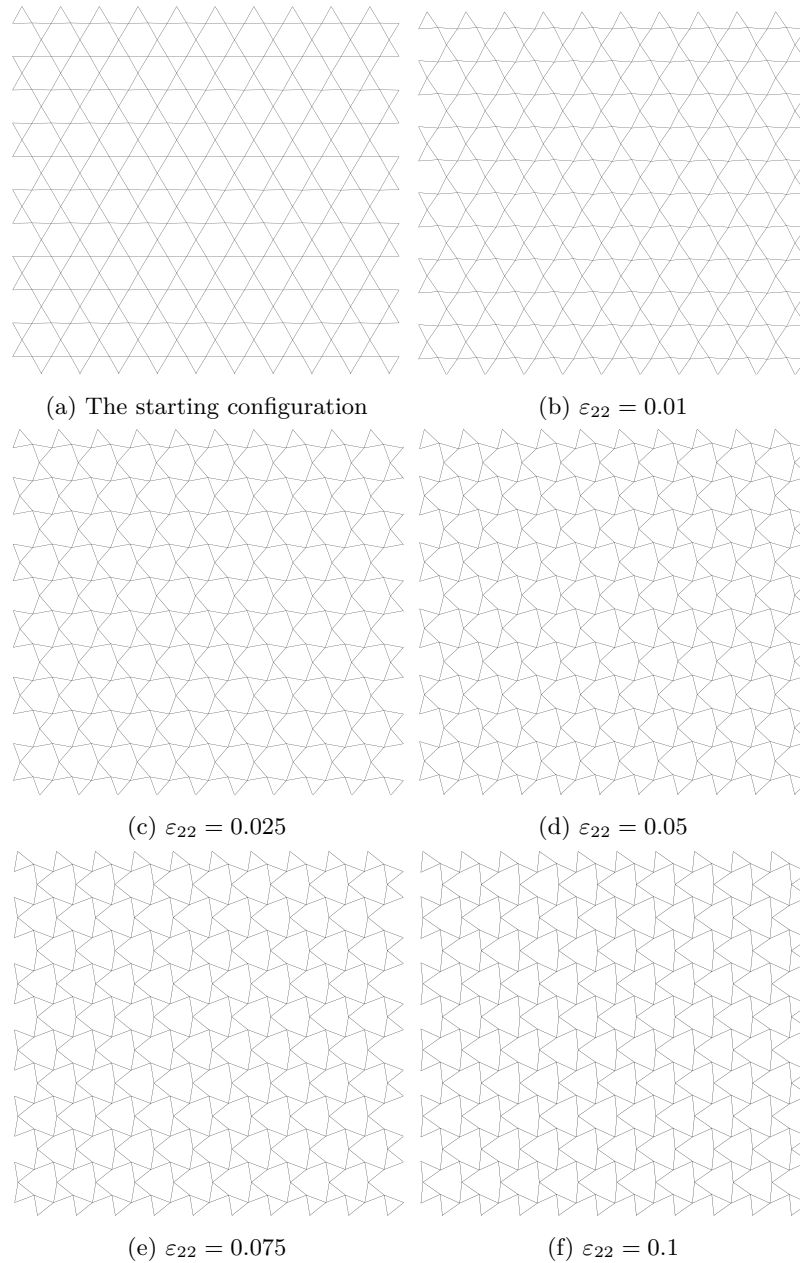 (a) The starting configuration
(b) ε₂₂ = 0.01
(c) ε₂₂ = 0.025
(d) ε₂₂ = 0.05
(e) ε₂₂ = 0.075
(f) ε₂₂ = 0.1